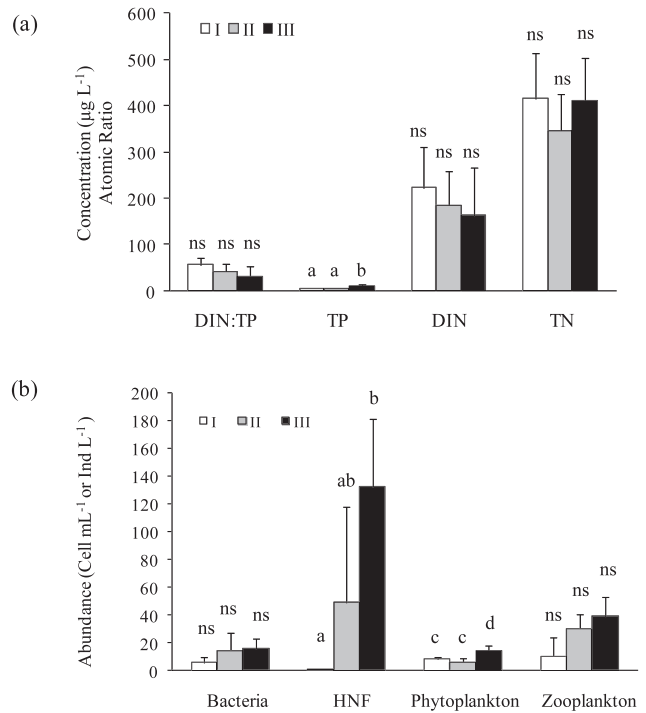 (a)
600
500
400
300
200
100
0
Concentration (µg L-1)
Atomic Ratio
I II III
ns ns ns
a a b
ns ns ns
ns ns ns
DIN:TP TP DIN TN
(b)
200
180
160
140
120
100
80
60
40
20
0
Abundance (Cell mL-1 or Ind L-1)
I II III
ns ns ns
a ab b
c c d
ns ns ns
Bacteria HNF Phytoplankton Zooplankton